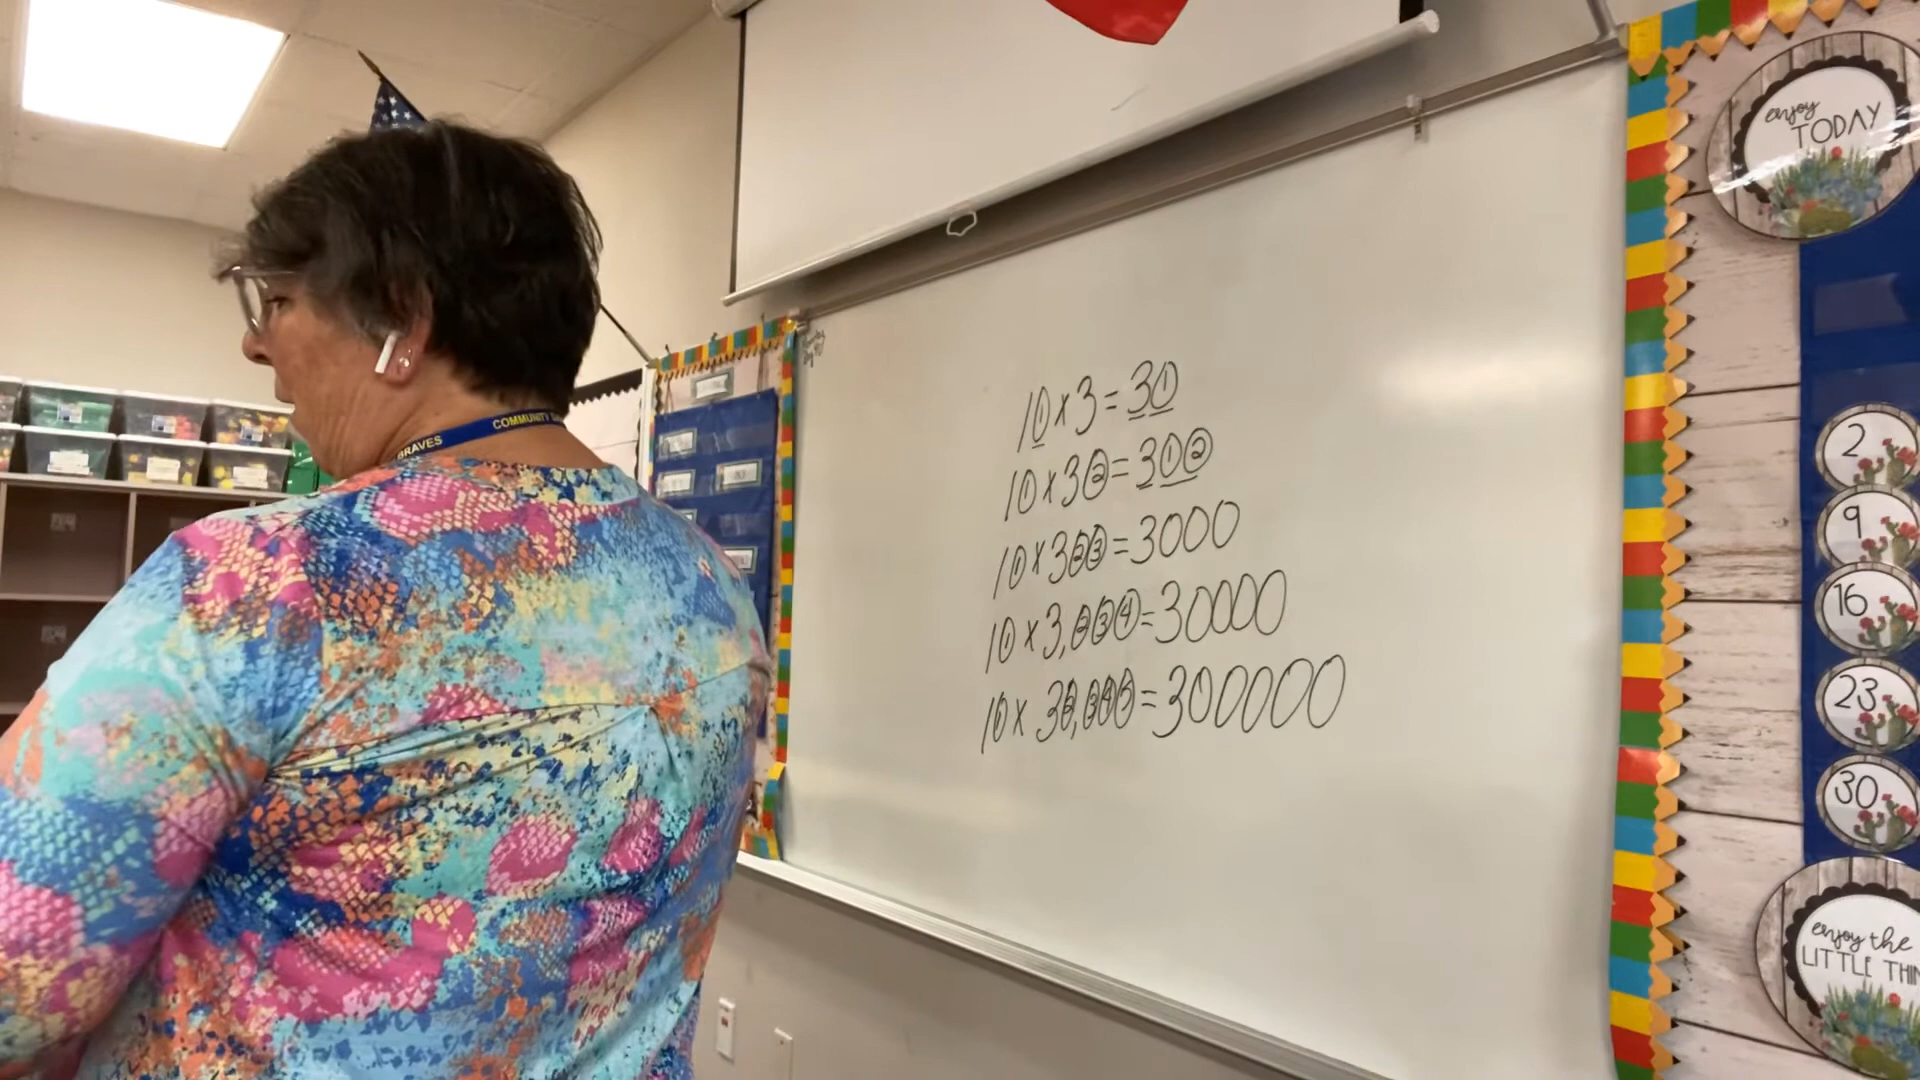 enjoy
TODAY
BRAVES
COMMUNITY
10 x 3 = 30
10 x 30 = 300
10 x 300 = 3000
10 x 3,000 = 30000
10 x 30,000 = 300000
2
9
16
23
30
enjoy the
LITTLE THIN